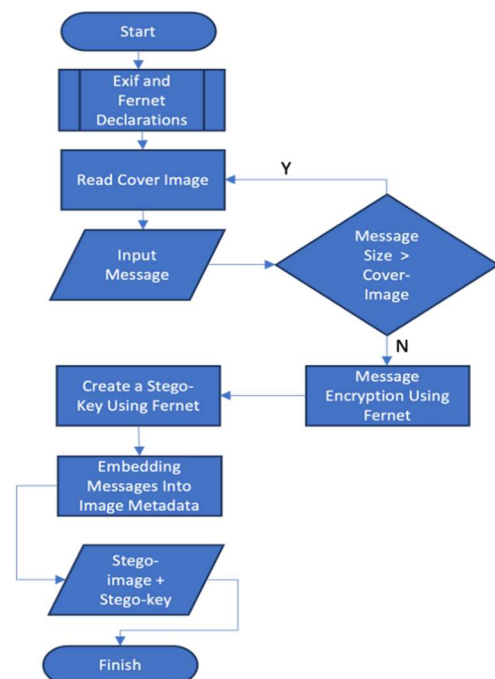 Start
Exif and
Fernet
Declarations
Read Cover Image
Y
Input
Message
Message
Size >
Cover-
Image
N
Message
Encryption Using
Fernet
Create a Stego-
Key Using Fernet
Embedding
Messages Into
Image Metadata
Stego-
image +
Stego-key
Finish